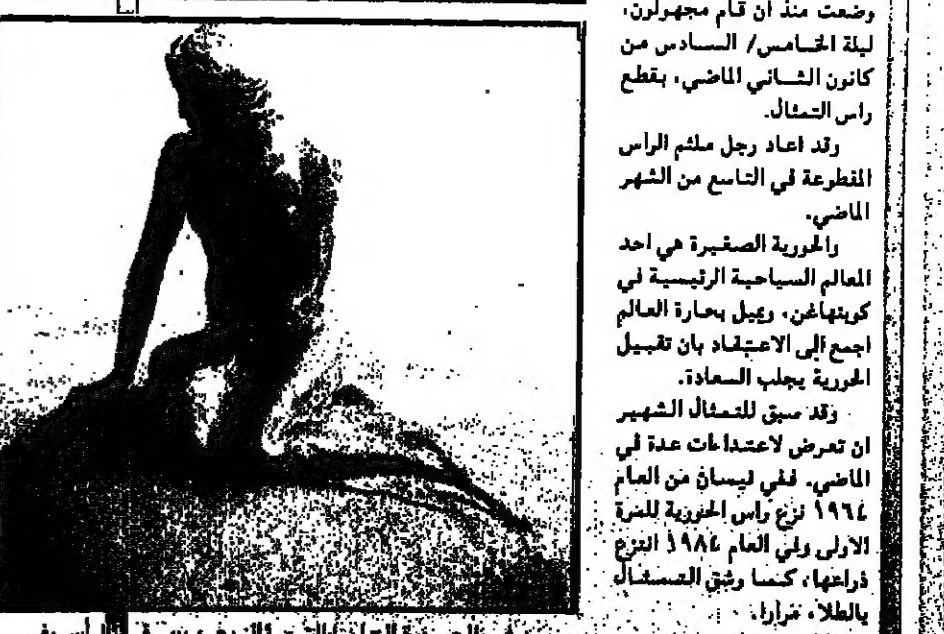 وضعت منذ ان قام مجهولون،
ليلة الخامس/ السادس من
كانون الثاني الماضي، بقطع
راس التمثال.
وقد اعاد رجل ملثم الراس
المقطوعة في التاسع من الشهر
الماضي.
والحورية الصغيرة هي احد
المعالم السياحية الرئيسية في
كوبنهاغن، ويميل بحارة العالم
اجمع الى الاعتقاد بان تقبيل
الحورية يجلب السعادة.
وقد سبق للتمثال الشهير
ان تعرض لاعتداءات عدة في
الماضي. ففي نيسان من العام
١٩٦٤ نزع راس الحورية للمرة
الاولى وفي العام ١٩٨٤ انتزع
ذراعها، كما رشق التمثال
بالطلاء مرارا.